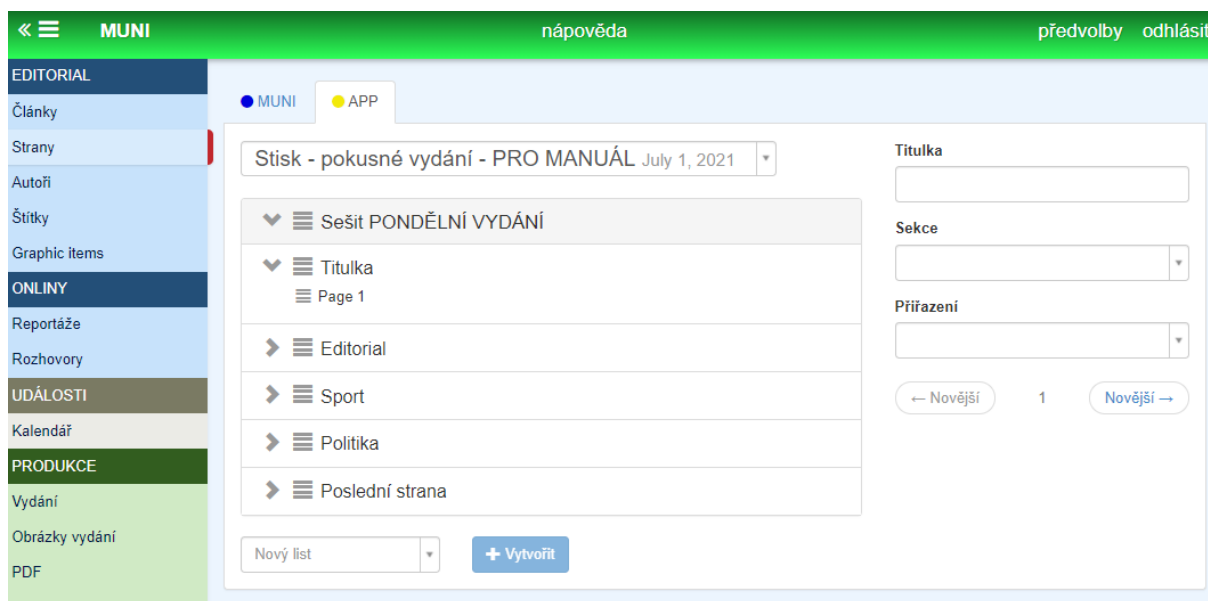 MUNI nápověda předvolby odhlásit
EDITORIAL
Články
Strany
Autoři
Štítky
Graphic items
ONLINY
Reportáže
Rozhovory
UDÁLOSTI
Kalendář
PRODUKCE
Vydání
Obrázky vydání
PDF
MUNI APP
Stisk - pokusné vydání - PRO MANUÁL July 1, 2021
Sešit PONDĚLNÍ VYDÁNÍ
Titulka
Page 1
Editorial
Sport
Politika
Poslední strana
Nový list + Vytvořit
Titulka
Sekce
Přiřazení
← Novější 1 Novější →